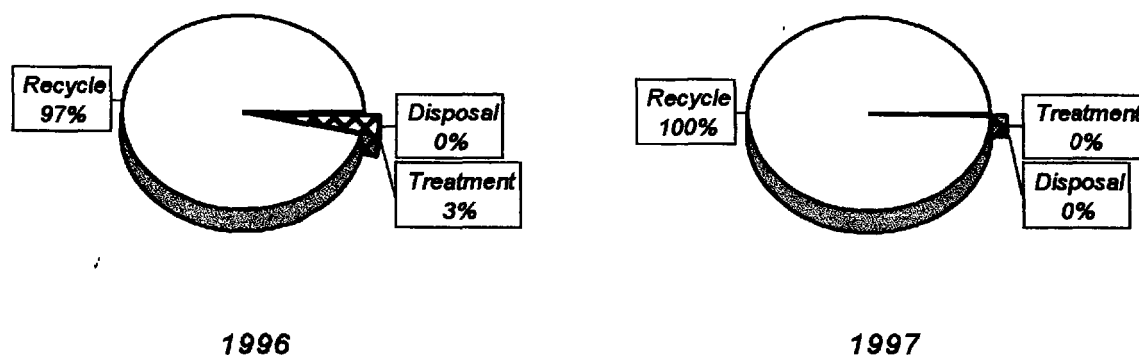 Recycle
97%
Disposal
0%
Treatment
3%
1996
Recycle
100%
Treatment
0%
Disposal
0%
1997